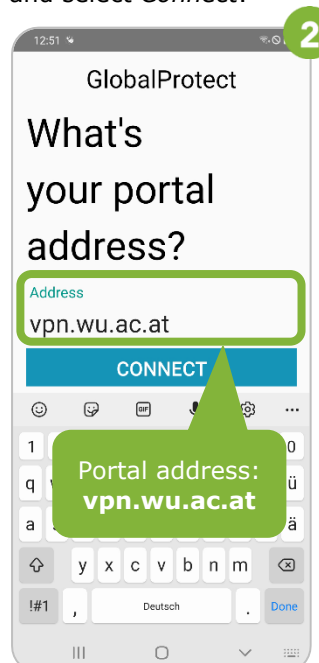 and select Connect.
2
12:51
GlobalProtect
What's
your portal
address?
Address
vpn.wu.ac.at
CONNECT
GIF
1 0
q ü
Portal address:
vpn.wu.ac.at
a ä
y x c v b n m
!#1 , Deutsch . Done